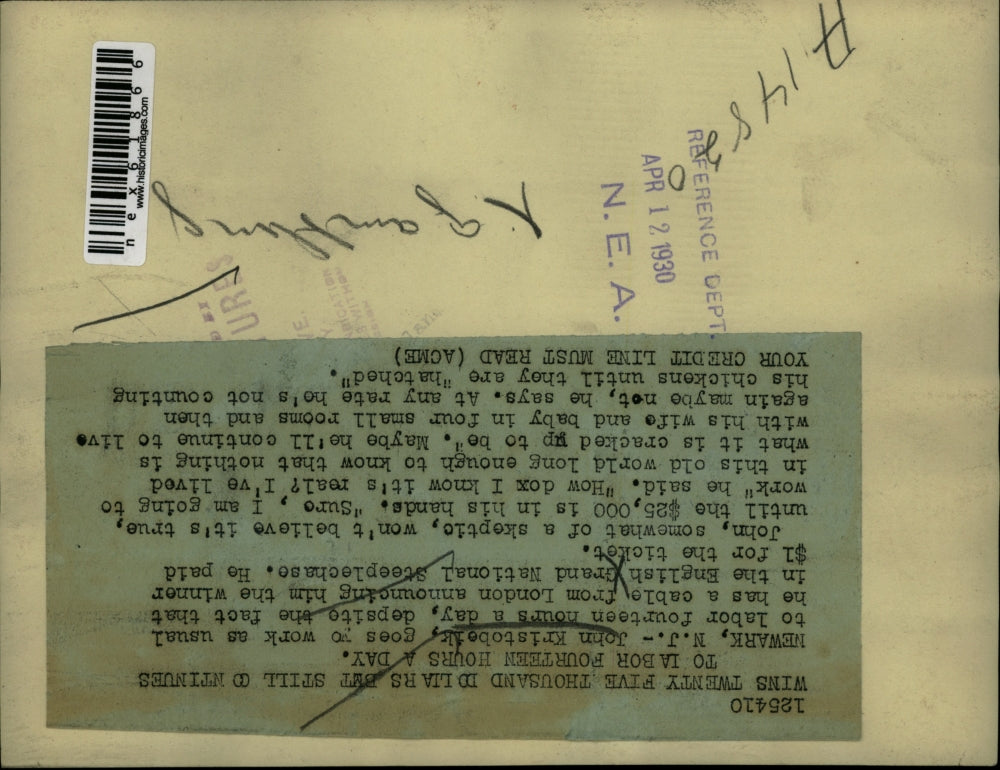 125410
WINS TWENTY FIVE THOUSAND DOLLARS BUT STILL CONTINUES
TO LABOR FOURTEEN HOURS A DAY.
NEWARK, N.J.- John Kristobeik, goes to work as usual
to labor fourteen hours a day, depsite the fact that
he has a cable from London announcing him the winner
in the English Grand National Steeplechase. He paid
$1 for the ticket.
John, somewhat of a skeptic, won't believe it's true,
until the $25,000 is in his hands. "Sure, I am going to
work" he said. "How dox I know it's real? I've lived
in this old world long enough to know that nothing is
what it is cracked up to be". Maybe he'll continue to live
with his wife and baby in four small rooms and then
again maybe not, he says. At any rate he's not counting
his chickens until they are "hatched".
YOUR CREDIT LINE MUST READ (ACME)
REFERENCE DEPT.
APR 12 1930
N. E. A.
nex61866
www.historicimages.com